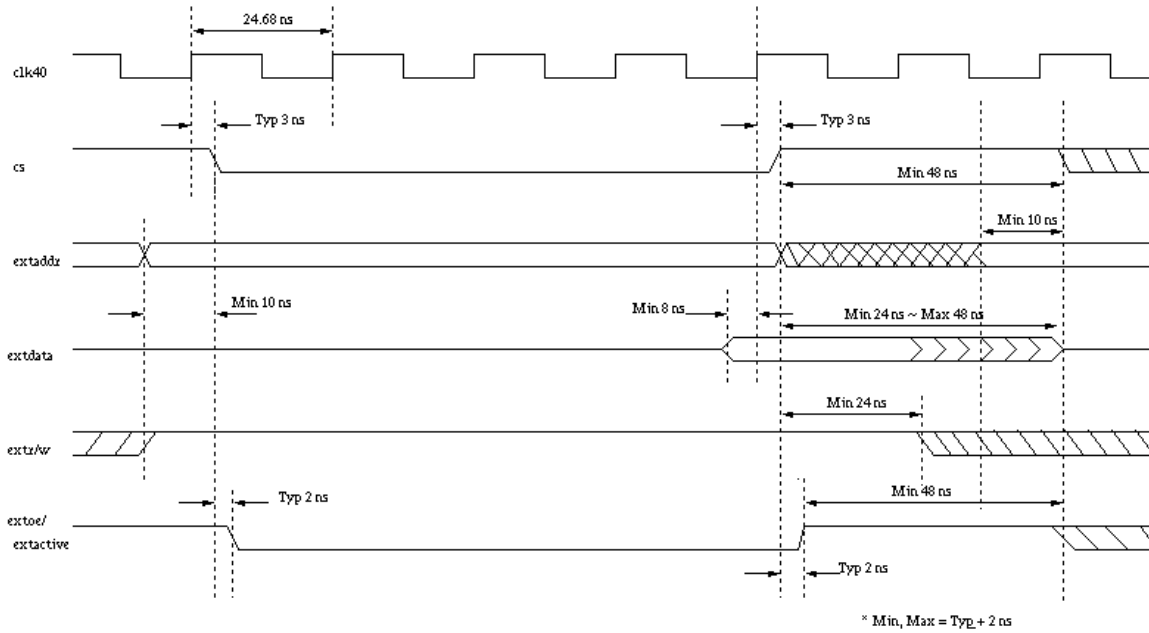 24.68 ns
clk40
Typ 3 ns
Typ 3 ns
cs
Min 48 ns
Min 10 ns
extaddr
Min 10 ns
Min 8 ns
Min 24 ns ~ Max 48 ns
extdata
Min 24 ns
extr/w
Typ 2 ns
Min 48 ns
extoe/
extactive
Typ 2 ns
* Min, Max = Typ + 2 ns